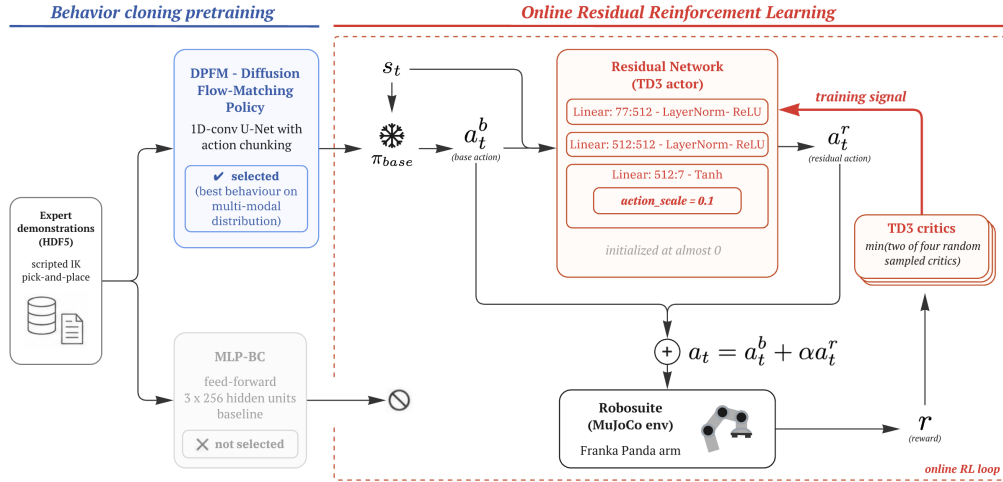 Behavior cloning pretraining
Online Residual Reinforcement Learning
Expert
demonstrations
(HDF5)
scripted IK
pick-and-place
DPFM - Diffusion
Flow-Matching
Policy
1D-conv U-Net with
action chunking
✔ selected
(best behaviour on
multi-modal
distribution)
MLP-BC
feed-forward
3 x 256 hidden units
baseline
✕ not selected
s_t
π_base
a_t^b
(base action)
Residual Network
(TD3 actor)
Linear: 77:512 - LayerNorm- ReLU
Linear: 512:512 - LayerNorm- ReLU
Linear: 512:7 - Tanh
action_scale = 0.1
initialized at almost 0
training signal
a_t^r
(residual action)
TD3 critics
min(two of four random
sampled critics)
+
a_t = a_t^b + αa_t^r
Robosuite
(MuJoCo env)
Franka Panda arm
r
(reward)
online RL loop